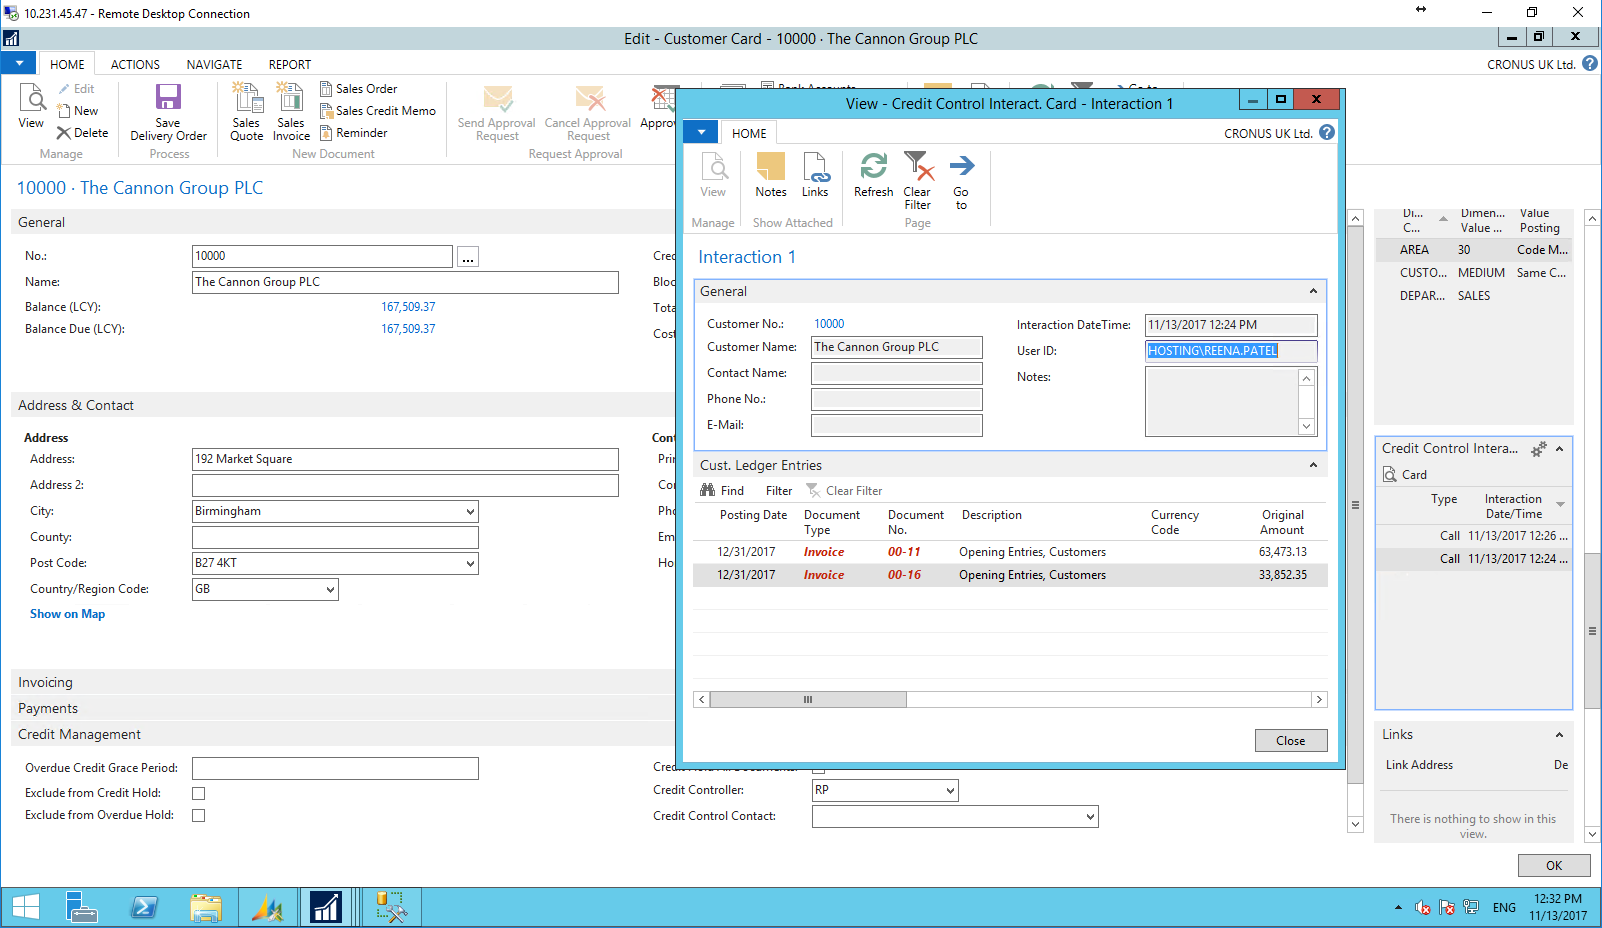 10.231.45.47 - Remote Desktop Connection
Edit - Customer Card - 10000 · The Cannon Group PLC
HOME ACTIONS NAVIGATE REPORT
CRONUS UK Ltd.
View
Edit
New
Delete
Manage
Save Delivery Order
Process
Sales Quote
Sales Invoice
Sales Order
Sales Credit Memo
Reminder
New Document
Send Approval Request
Cancel Approval Request
Request Approval
10000 · The Cannon Group PLC
General
No.: 10000 ...
Name: The Cannon Group PLC
Balance (LCY): 167,509.37
Balance Due (LCY): 167,509.37
Address & Contact
Address
Address: 192 Market Square
Address 2:
City: Birmingham
County:
Post Code: B27 4KT
Country/Region Code: GB
Show on Map
Invoicing
Payments
Credit Management
Overdue Credit Grace Period:
Exclude from Credit Hold:
Exclude from Overdue Hold:
Credit Controller: RP
Credit Control Contact:
View - Credit Control Interact. Card - Interaction 1
HOME
CRONUS UK Ltd.
View
Manage
Notes
Links
Show Attached
Refresh
Clear Filter
Go to
Page
Interaction 1
General
Customer No.: 10000
Customer Name: The Cannon Group PLC
Contact Name:
Phone No.:
E-Mail:
Interaction DateTime: 11/13/2017 12:24 PM
User ID: HOSTING\REENA.PATEL
Notes:
Cust. Ledger Entries
Find Filter Clear Filter
Posting Date Document Type Document No. Description Currency Code Original Amount
12/31/2017 Invoice 00-11 Opening Entries, Customers 63,473.13
12/31/2017 Invoice 00-16 Opening Entries, Customers 33,852.35
Close
Di... C... Dimen... Value ... Value Posting
AREA 30 Code M...
CUSTO... MEDIUM Same C...
DEPAR... SALES
Credit Control Intera...
Card
Type Interaction Date/Time
Call 11/13/2017 12:26 ...
Call 11/13/2017 12:24 ...
Links
Link Address De
There is nothing to show in this view.
OK
ENG
12:32 PM
11/13/2017